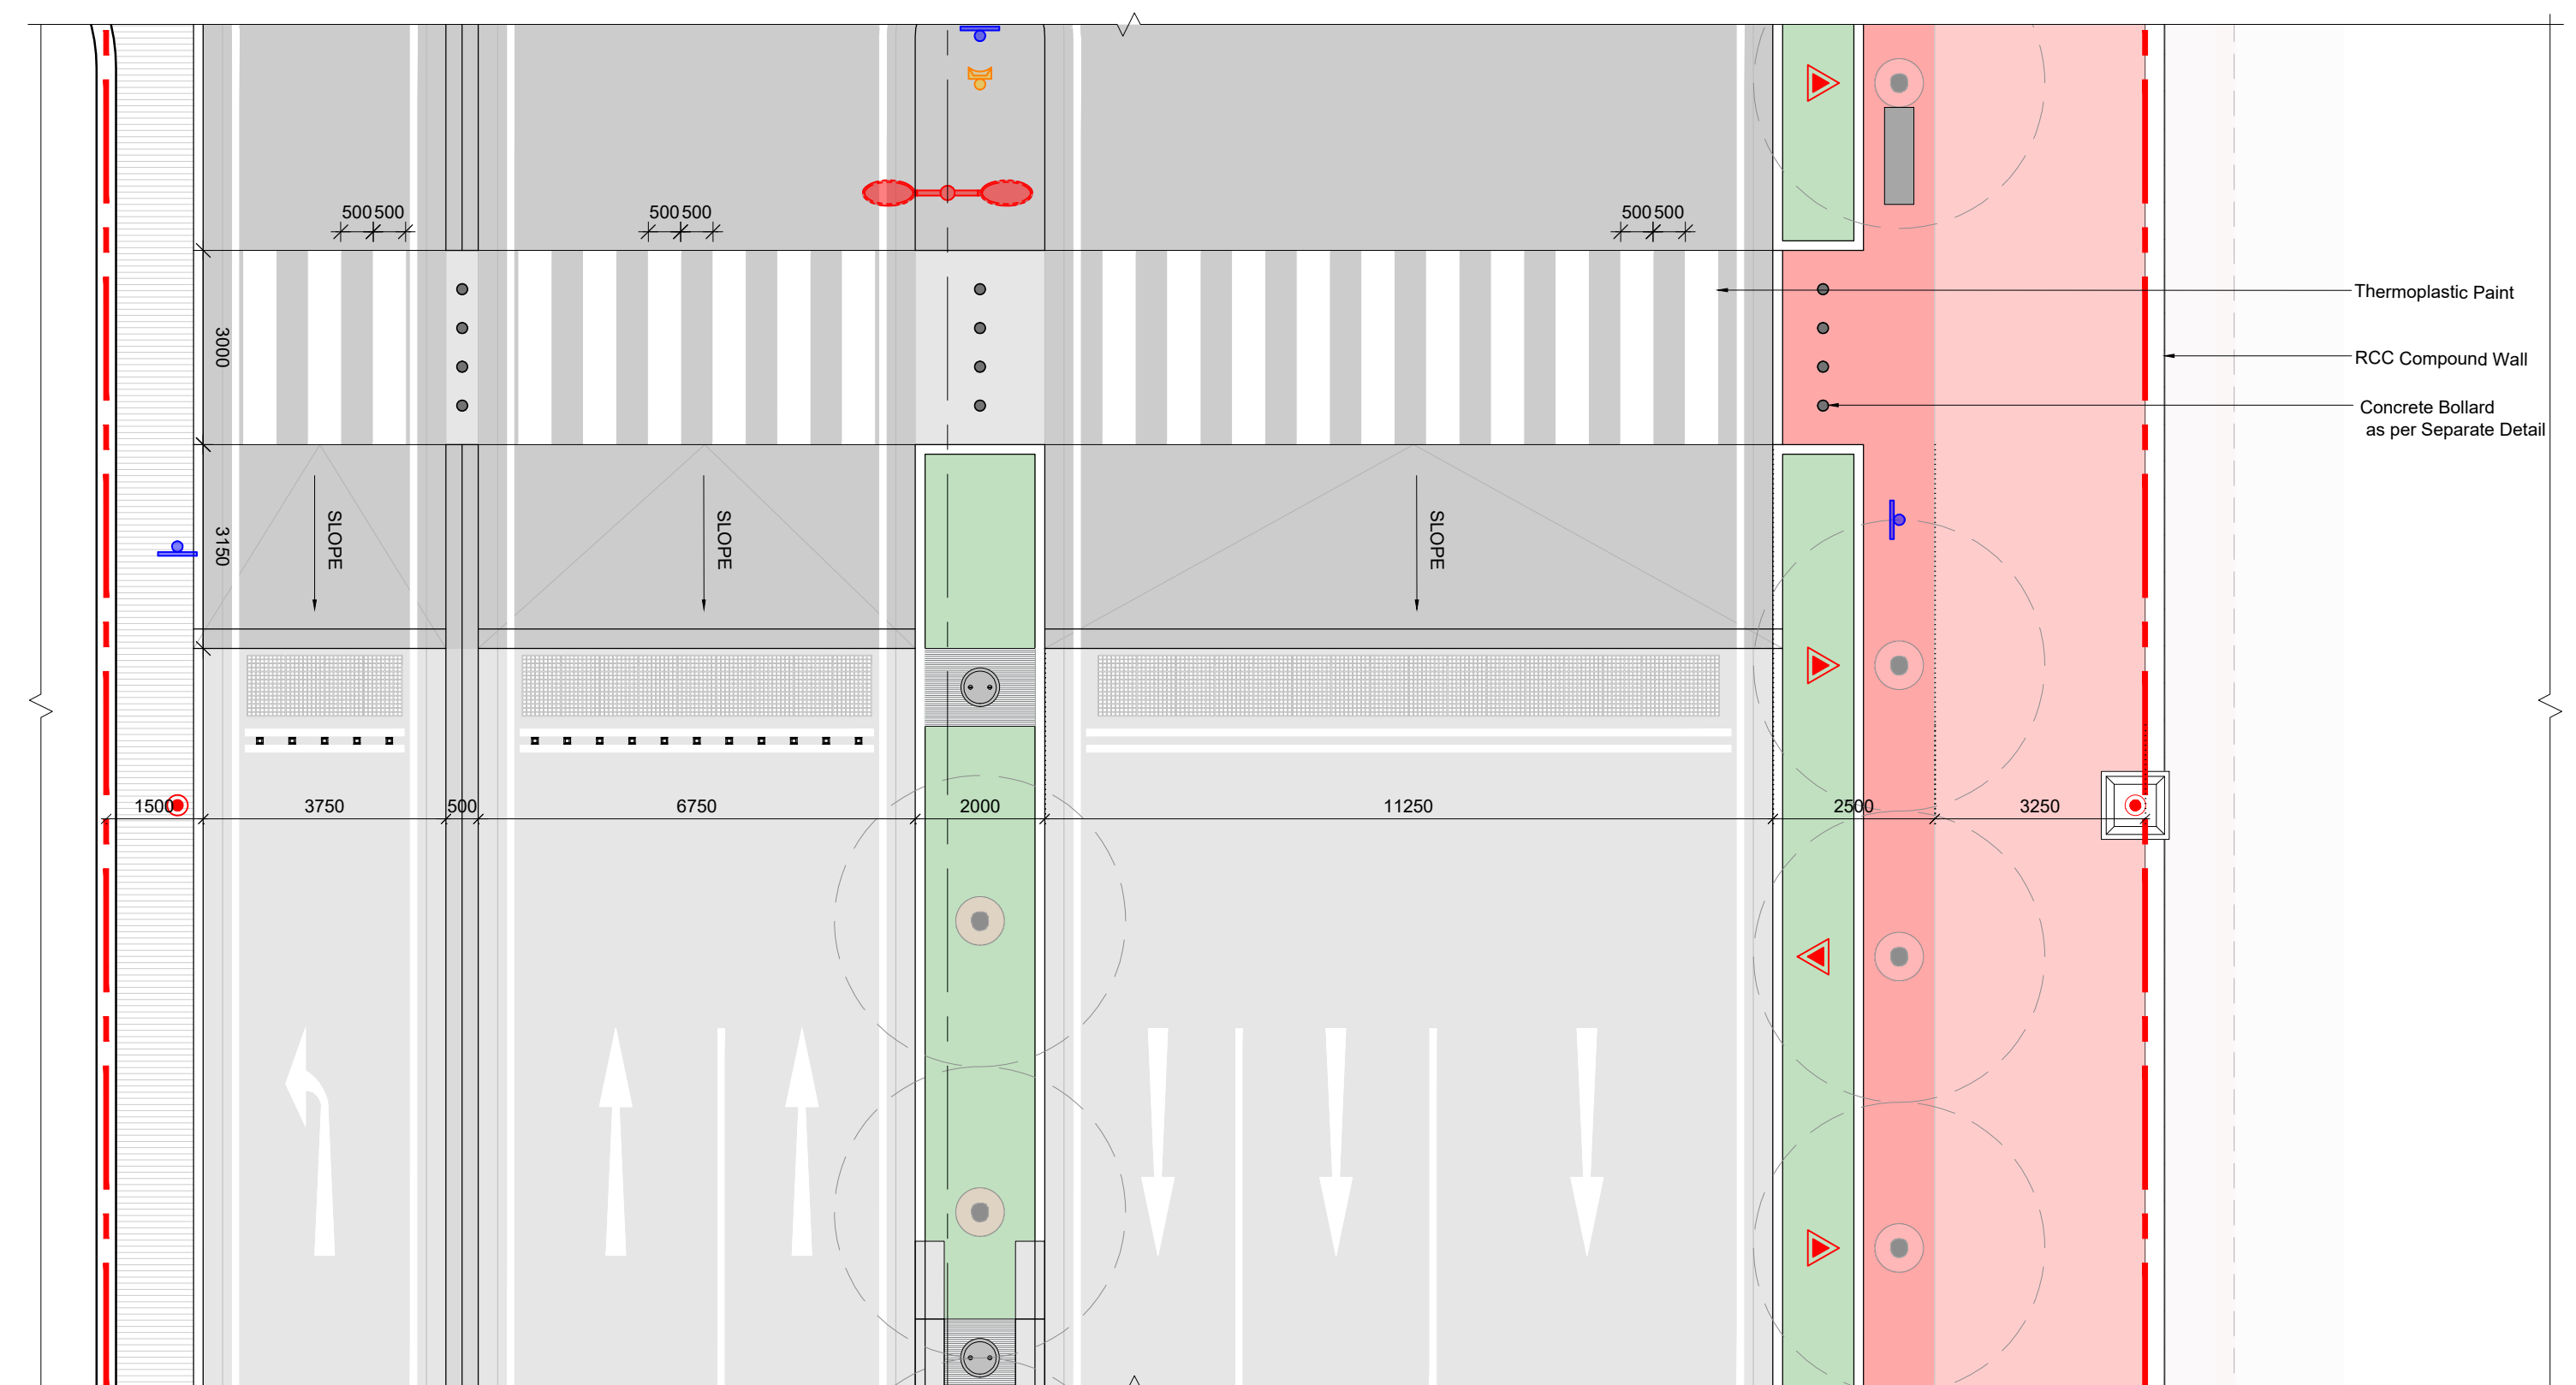 500 500
500 500
500 500
Thermoplastic Paint
3000
RCC Compound Wall
Concrete Bollard
as per Separate Detail
SLOPE
SLOPE
SLOPE
3150
1500
3750
500
6750
2000
11250
2500
3250